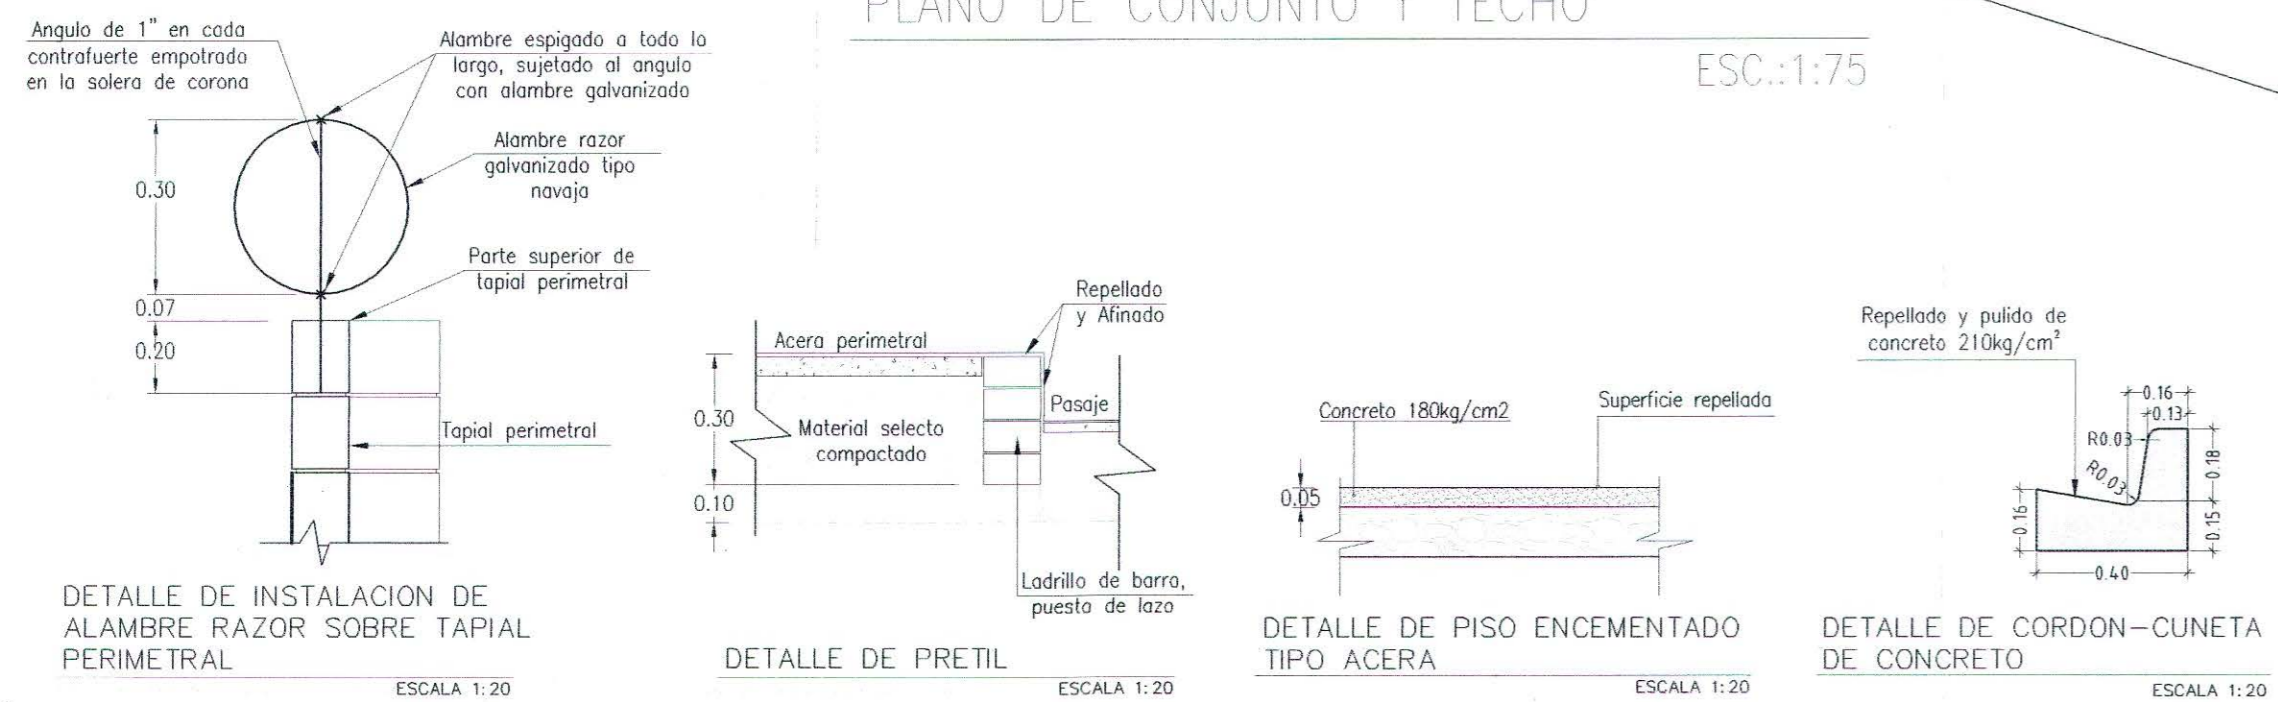 PLANO DE CONJUNTO Y TECHO
ESC.:1:75
Angulo de 1" en cada
contrafuerte empotrado
en la solera de corona
Alambre espigado a todo lo
largo, sujetado al angulo
con alambre galvanizado
Alambre razor
galvanizado tipo
navaja
Parte superior de
tapial perimetral
Tapial perimetral
0.30
0.07
0.20
DETALLE DE INSTALACION DE
ALAMBRE RAZOR SOBRE TAPIAL
PERIMETRAL
ESCALA 1:20
Repellado
y Afinado
Acera perimetral
Pasaje
Material selecto
compactado
0.30
0.10
Ladrillo de barro,
puesto de lazo
DETALLE DE PRETIL
ESCALA 1:20
Concreto 180kg/cm2
Superficie repellada
0.05
DETALLE DE PISO ENCEMENTADO
TIPO ACERA
ESCALA 1:20
Repellado y pulido de
concreto 210kg/cm²
0.16
0.13
R0.03
R0.03
0.18
0.15
0.16
0.40
DETALLE DE CORDON-CUNETA
DE CONCRETO
ESCALA 1:20